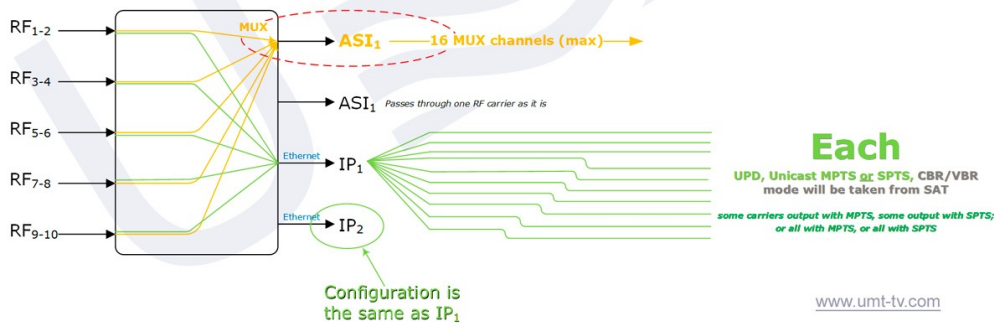 RF1-2
MUX
ASI1
16 MUX channels (max)
RF3-4
ASI1 Passes through one RF carrier as it is
RF5-6
Ethernet
IP1
RF7-8
Ethernet
IP2
RF9-10
Each
UPD, Unicast MPTS or SPTS, CBR/VBR
mode will be taken from SAT
some carriers output with MPTS, some output with SPTS;
or all with MPTS, or all with SPTS
Configuration is
the same as IP1
www.umt-tv.com